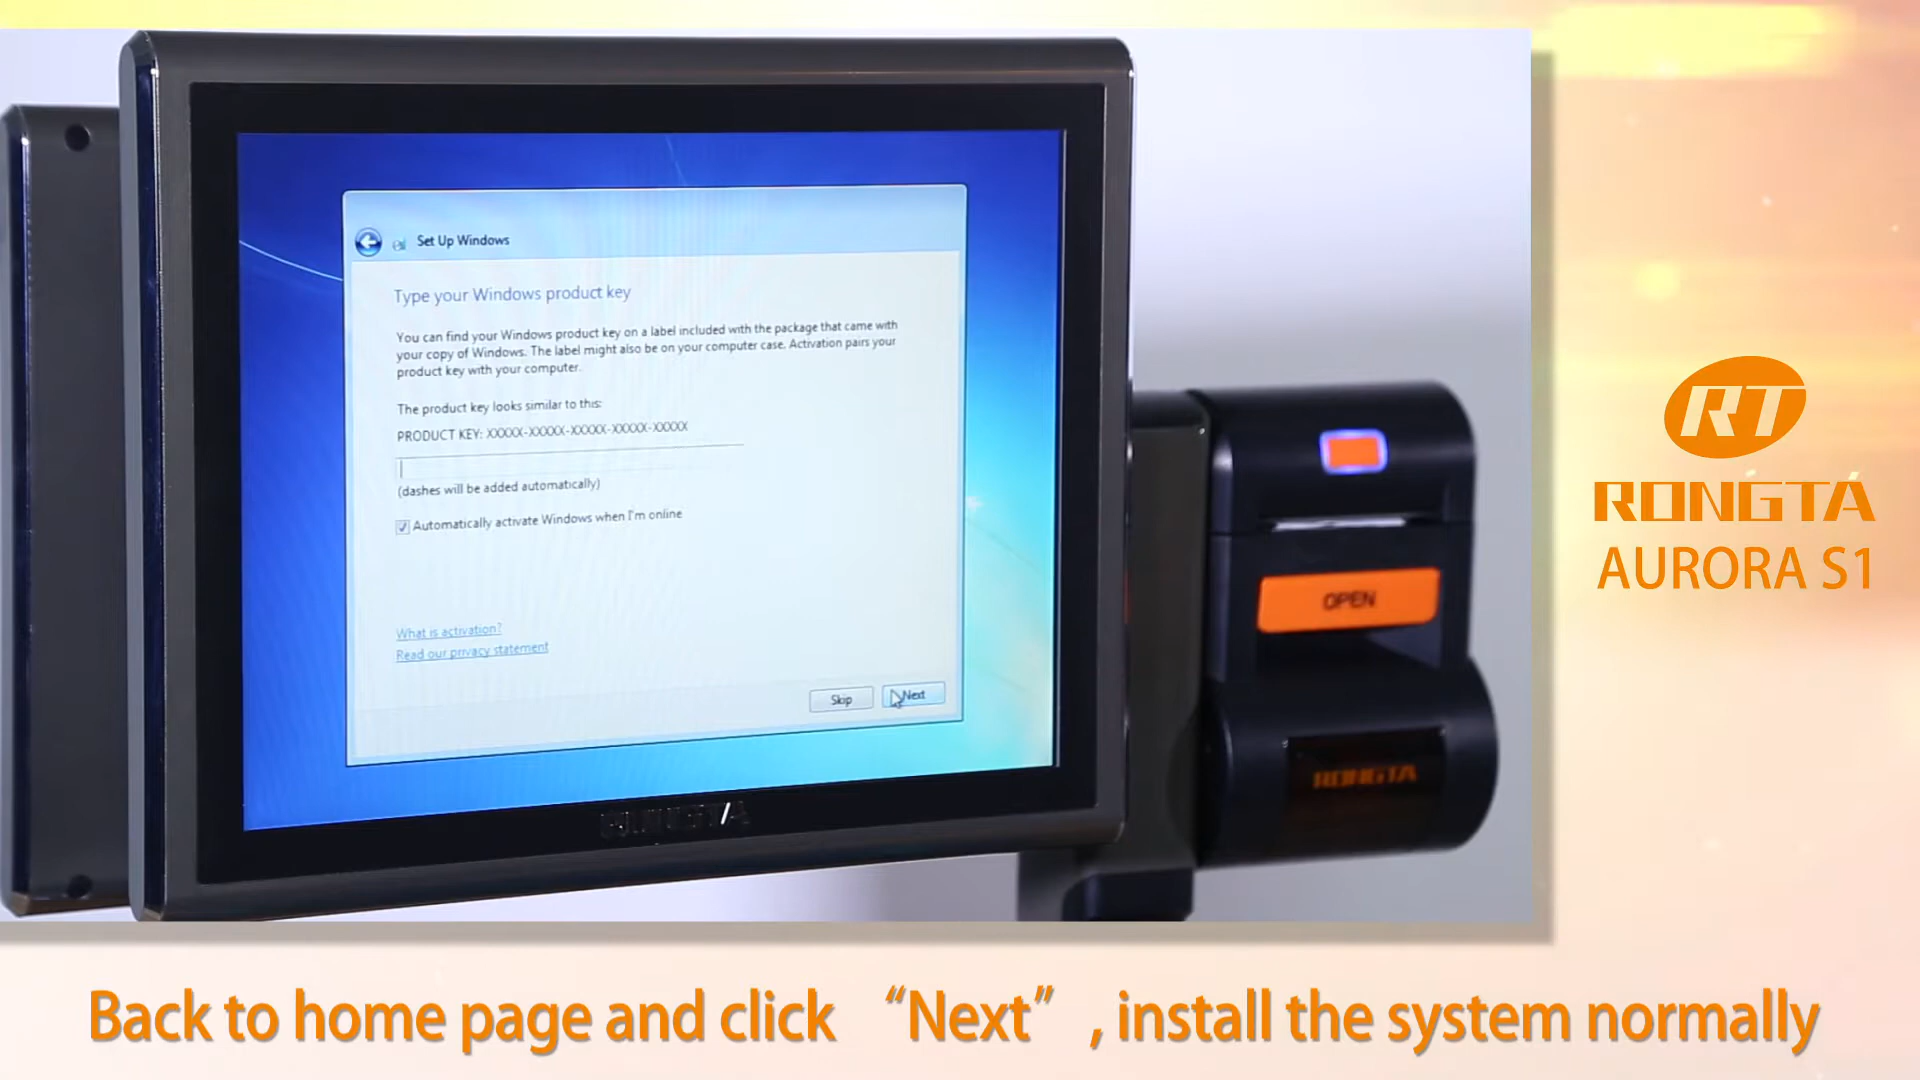 Set Up Windows
Type your Windows product key
You can find your Windows product key on a label included with the package that came with
your copy of Windows. The label might also be on your computer case. Activation pairs your
product key with your computer.
The product key looks similar to this:
PRODUCT KEY: XXXXX-XXXXX-XXXXX-XXXXX-XXXXX
(dashes will be added automatically)
Automatically activate Windows when I'm online
What is activation?
Read our privacy statement
Skip
Next
RONGTA
OPEN
RONGTA
RT
RONGTA
AURORA S1
Back to home page and click “Next”, install the system normally